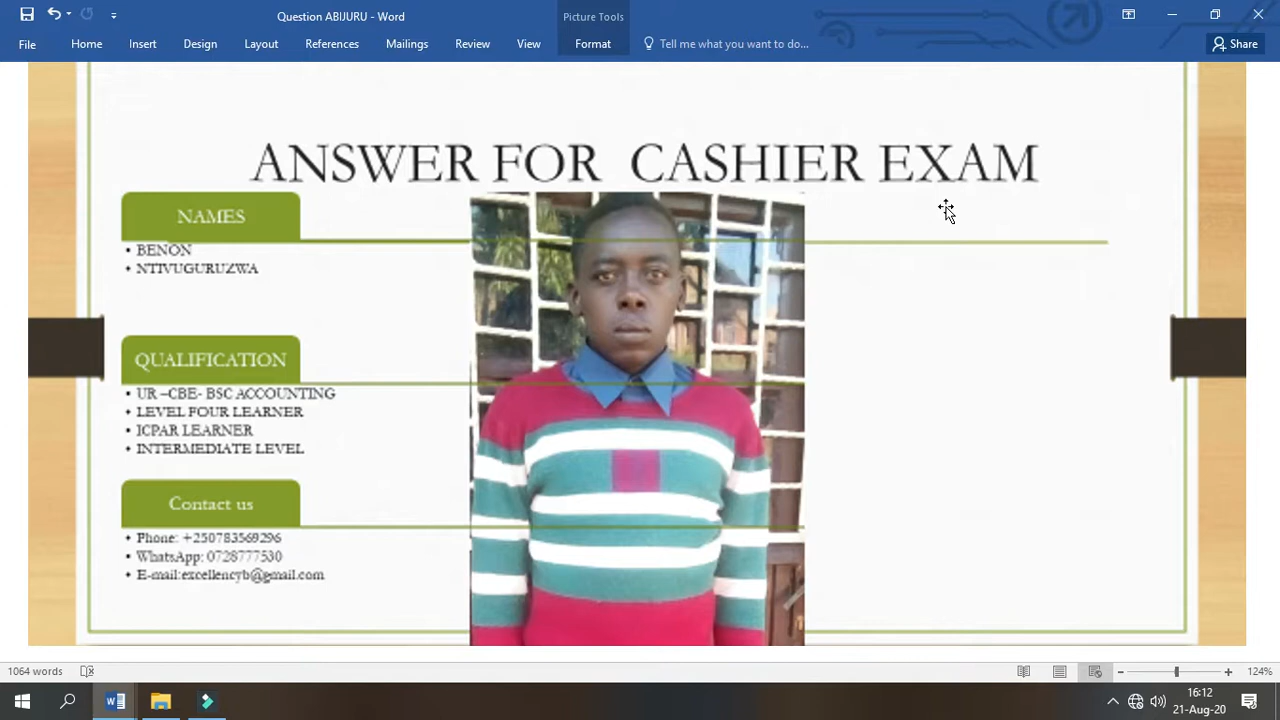 Question ABIJURU - Word
Picture Tools
File Home Insert Design Layout References Mailings Review View Format Tell me what you want to do... Share
ANSWER FOR CASHIER EXAM
NAMES
• BENON
• NTIVUGURUZWA
QUALIFICATION
• UR –CBE- BSC ACCOUNTING
• LEVEL FOUR LEARNER
• ICPAR LEARNER
• INTERMEDIATE LEVEL
Contact us
• Phone: +250783569296
• WhatsApp: 0728777530
• E-mail:excellencyb@gmail.com
1064 words
124%
16:12
21-Aug-20